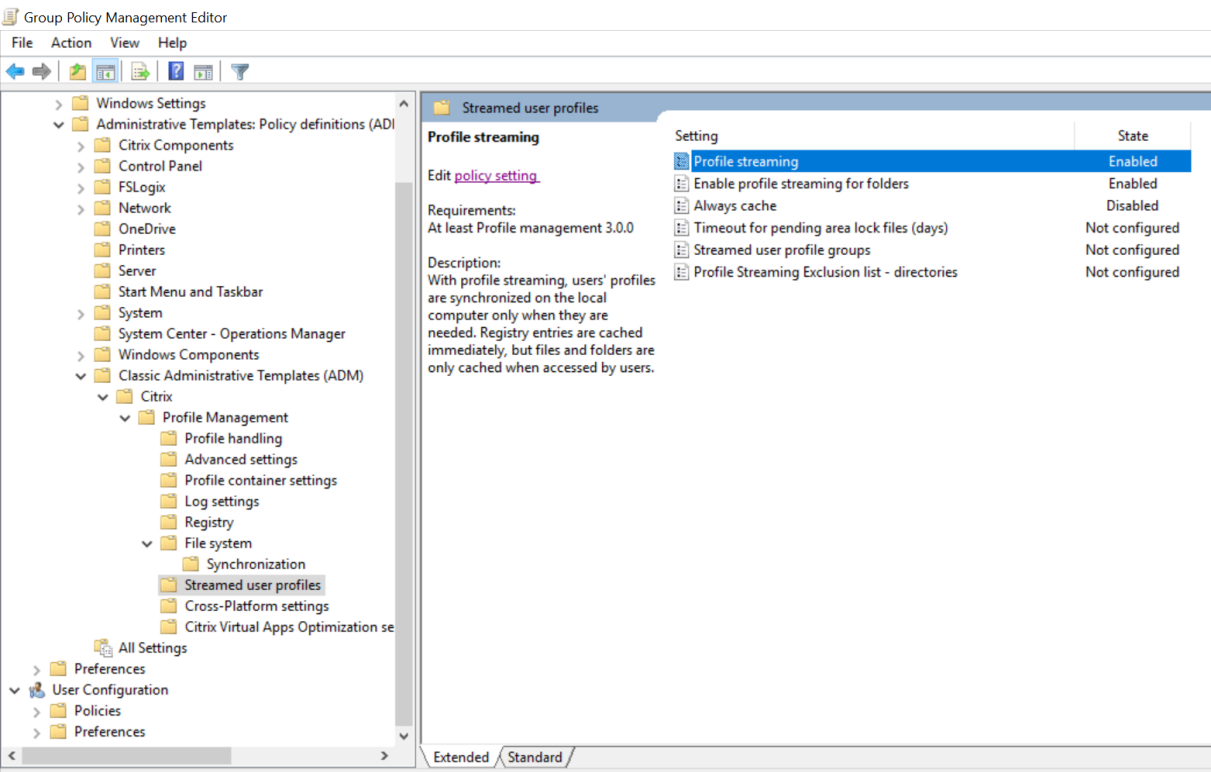 Group Policy Management Editor
File Action View Help
Windows Settings
Administrative Templates: Policy definitions (ADI
Citrix Components
Control Panel
FSLogix
Network
OneDrive
Printers
Server
Start Menu and Taskbar
System
System Center - Operations Manager
Windows Components
Classic Administrative Templates (ADM)
Citrix
Profile Management
Profile handling
Advanced settings
Profile container settings
Log settings
Registry
File system
Synchronization
Streamed user profiles
Cross-Platform settings
Citrix Virtual Apps Optimization se
All Settings
Preferences
User Configuration
Policies
Preferences
Streamed user profiles
Profile streaming
Edit policy setting
Requirements:
At least Profile management 3.0.0
Description:
With profile streaming, users' profiles
are synchronized on the local
computer only when they are
needed. Registry entries are cached
immediately, but files and folders are
only cached when accessed by users.
Setting State
Profile streaming Enabled
Enable profile streaming for folders Enabled
Always cache Disabled
Timeout for pending area lock files (days) Not configured
Streamed user profile groups Not configured
Profile Streaming Exclusion list - directories Not configured
Extended Standard